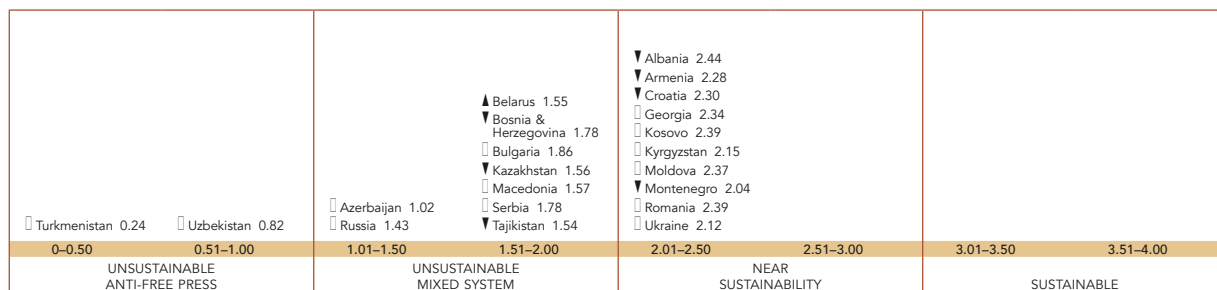 ▼ Albania 2.44
▼ Armenia 2.28
▼ Croatia 2.30
▲ Belarus 1.55
▯ Georgia 2.34
▼ Bosnia &
Herzegovina 1.78
▯ Kosovo 2.39
▯ Bulgaria 1.86
▯ Kyrgyzstan 2.15
▼ Kazakhstan 1.56
▯ Moldova 2.37
▯ Macedonia 1.57
▼ Montenegro 2.04
▯ Azerbaijan 1.02
▯ Serbia 1.78
▯ Romania 2.39
▯ Turkmenistan 0.24
▯ Uzbekistan 0.82
▯ Russia 1.43
▼ Tajikistan 1.54
▯ Ukraine 2.12
0–0.50
0.51–1.00
1.01–1.50
1.51–2.00
2.01–2.50
2.51–3.00
3.01–3.50
3.51–4.00
UNSUSTAINABLE
ANTI-FREE PRESS
UNSUSTAINABLE
MIXED SYSTEM
NEAR
SUSTAINABILITY
SUSTAINABLE